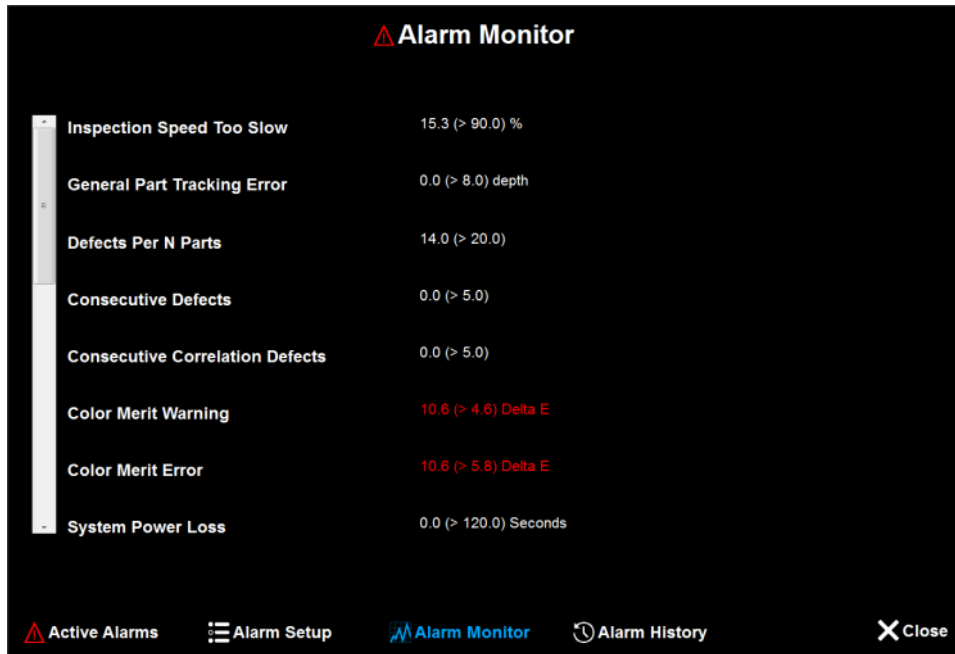 Alarm Monitor
Inspection Speed Too Slow 15.3 (> 90.0) %
General Part Tracking Error 0.0 (> 8.0) depth
Defects Per N Parts 14.0 (> 20.0)
Consecutive Defects 0.0 (> 5.0)
Consecutive Correlation Defects 0.0 (> 5.0)
Color Merit Warning 10.6 (> 4.6) Delta E
Color Merit Error 10.6 (> 5.8) Delta E
System Power Loss 0.0 (> 120.0) Seconds
Active Alarms Alarm Setup Alarm Monitor Alarm History Close